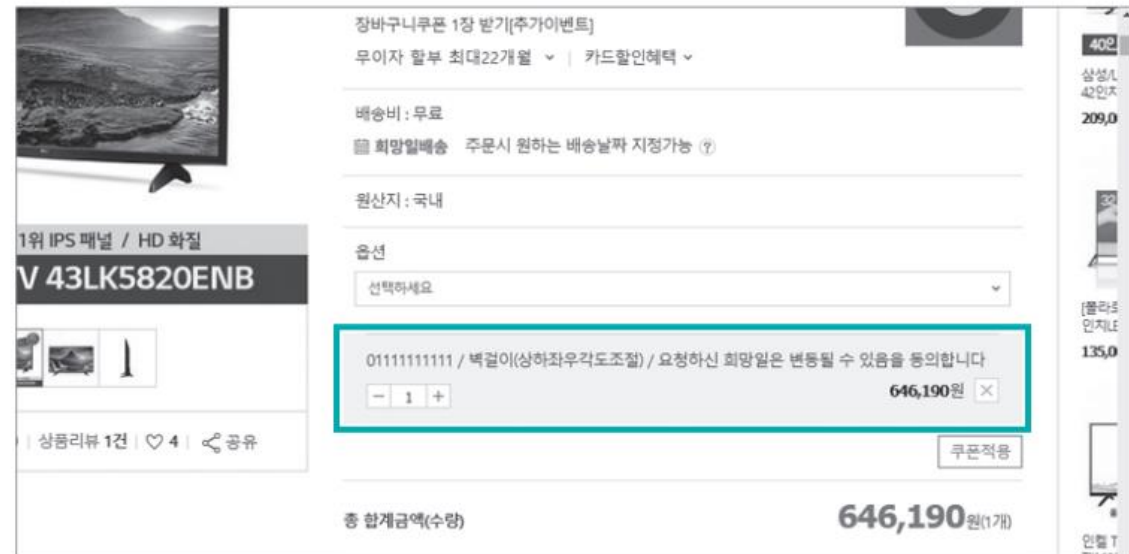 장바구니쿠폰 1장 받기[추가이벤트]
무이자 할부 최대22개월 | 카드할인혜택
배송비 : 무료
희망일배송 주문시 원하는 배송날짜 지정가능 ?
원산지 : 국내
1위 IPS 패널 / HD 화질
V 43LK5820ENB
옵션
선택하세요
01111111111 / 벽걸이(상하좌우각도조절) / 요청하신 희망일은 변동될 수 있음을 동의합니다
- 1 +
646,190원 ×
상품리뷰 1건 | ♡ 4 | 공유
쿠폰적용
총 합계금액(수량)
646,190원(1개)
삼성/L
42인치
209,0
32
인치LE
135,0
인켈 T